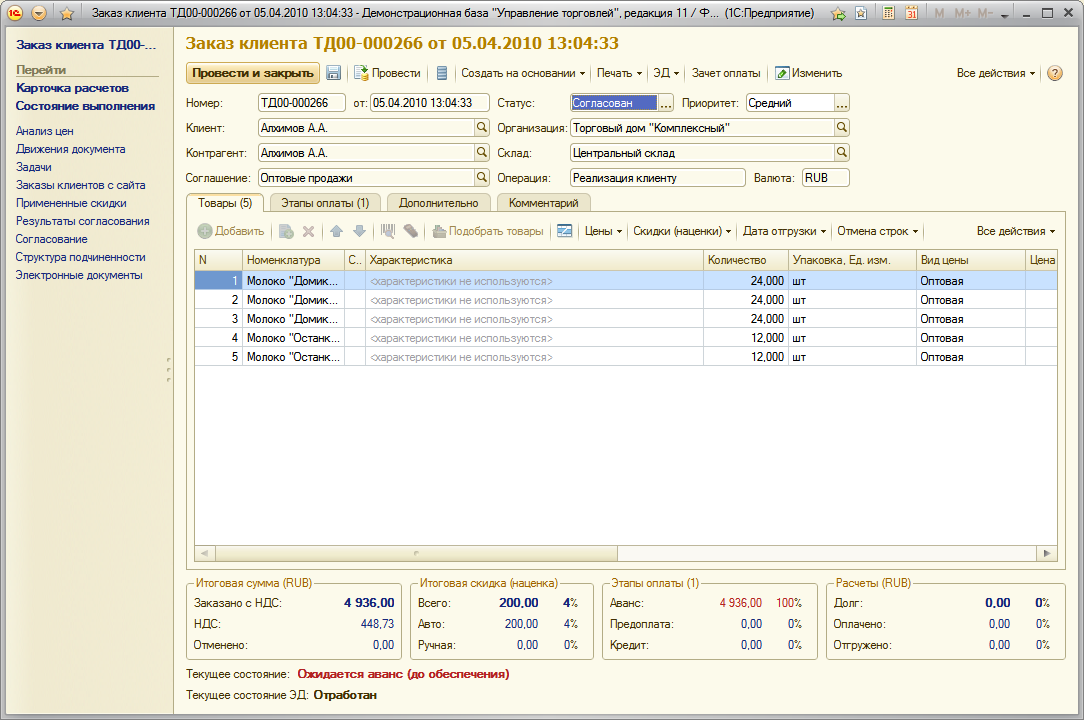 Заказ клиента ТД00-000266 от 05.04.2010 13:04:33 - Демонстрационная база "Управление торговлей", редакция 11 / Ф... (1С:Предприятие) M M+ M-
Заказ клиента ТД00-...
Перейти
Карточка расчетов
Состояние выполнения
Анализ цен
Движения документа
Задачи
Заказы клиентов с сайта
Примененные скидки
Результаты согласования
Согласование
Структура подчиненности
Электронные документы
Заказ клиента ТД00-000266 от 05.04.2010 13:04:33
Провести и закрыть Провести Создать на основании Печать ЭД Зачет оплаты Изменить Все действия ?
Номер: ТД00-000266 от: 05.04.2010 13:04:33 Статус: Согласован ... Приоритет: Средний ...
Клиент: Алхимов А.А. Организация: Торговый дом "Комплексный"
Контрагент: Алхимов А.А. Склад: Центральный склад
Соглашение: Оптовые продажи Операция: Реализация клиенту Валюта: RUB
Товары (5) Этапы оплаты (1) Дополнительно Комментарий
Добавить Подобрать товары Цены Скидки (наценки) Дата отгрузки Отмена строк Все действия
N Номенклатура С.. Характеристика Количество Упаковка, Ед. изм. Вид цены Цена
1 Молоко "Домик... <характеристики не используются> 24,000 шт Оптовая
2 Молоко "Домик... <характеристики не используются> 24,000 шт Оптовая
3 Молоко "Домик... <характеристики не используются> 24,000 шт Оптовая
4 Молоко "Останк... <характеристики не используются> 12,000 шт Оптовая
5 Молоко "Останк... <характеристики не используются> 12,000 шт Оптовая
Итоговая сумма (RUB) Итоговая скидка (наценка) Этапы оплаты (1) Расчеты (RUB)
Заказано с НДС: 4 936,00 Всего: 200,00 4% Аванс: 4 936,00 100% Долг: 0,00 0%
НДС: 448,73 Авто: 200,00 4% Предоплата: 0,00 0% Оплачено: 0,00 0%
Отменено: 0,00 Ручная: 0,00 0% Кредит: 0,00 0% Отгружено: 0,00 0%
Текущее состояние: Ожидается аванс (до обеспечения)
Текущее состояние ЭД: Отработан